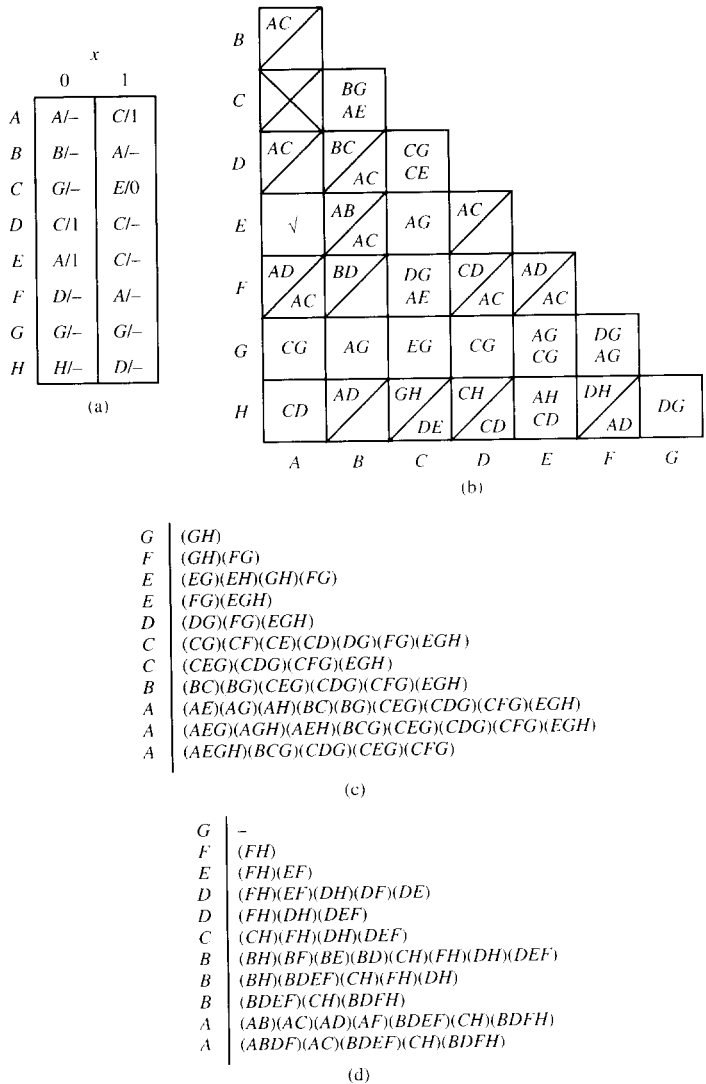 x
0 1
A A/– C/1
B B/– A/–
C G/– E/0
D C/1 C/–
E A/1 C/–
F D/– A/–
G G/– G/–
H H/– D/–
(a)
B AC
C BG
AE
D AC BC AC CG
CE
E √ AB AC AG AC
F AD AC BD DG
AE CD AC AD AC
G CG AG EG CG AG
CG DG
AG
H CD AD GH DE CH CD AH
CD DH AD DG
A B C D E F G
(b)
G (GH)
F (GH)(FG)
E (EG)(EH)(GH)(FG)
E (FG)(EGH)
D (DG)(FG)(EGH)
C (CG)(CF)(CE)(CD)(DG)(FG)(EGH)
C (CEG)(CDG)(CFG)(EGH)
B (BC)(BG)(CEG)(CDG)(CFG)(EGH)
A (AE)(AG)(AH)(BC)(BG)(CEG)(CDG)(CFG)(EGH)
A (AEG)(AGH)(AEH)(BCG)(CEG)(CDG)(CFG)(EGH)
A (AEGH)(BCG)(CDG)(CEG)(CFG)
(c)
G –
F (FH)
E (FH)(EF)
D (FH)(EF)(DH)(DF)(DE)
D (FH)(DH)(DEF)
C (CH)(FH)(DH)(DEF)
B (BH)(BF)(BE)(BD)(CH)(FH)(DH)(DEF)
B (BH)(BDEF)(CH)(FH)(DH)
B (BDEF)(CH)(BDFH)
A (AB)(AC)(AD)(AF)(BDEF)(CH)(BDFH)
A (ABDF)(AC)(BDEF)(CH)(BDFH)
(d)